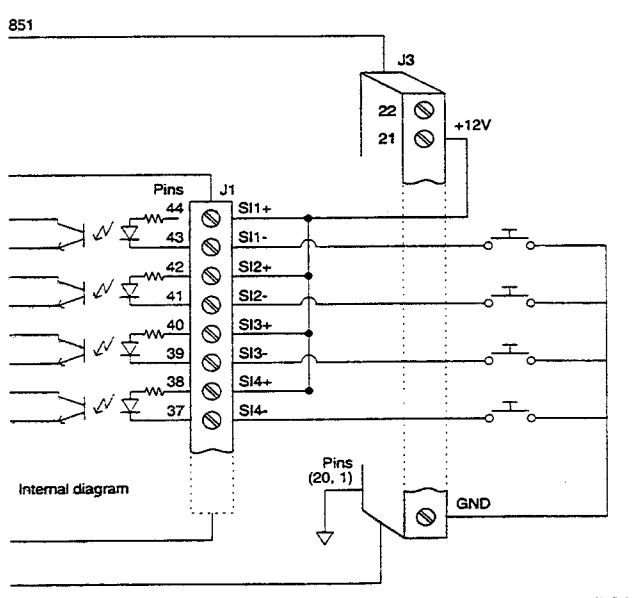 851
J3
22
21
+12V
Pins
J1
44
SI1+
43
SI1-
42
SI2+
41
SI2-
40
SI3+
39
SI3-
38
SI4+
37
SI4-
Pins
(20, 1)
Internal diagram
GND